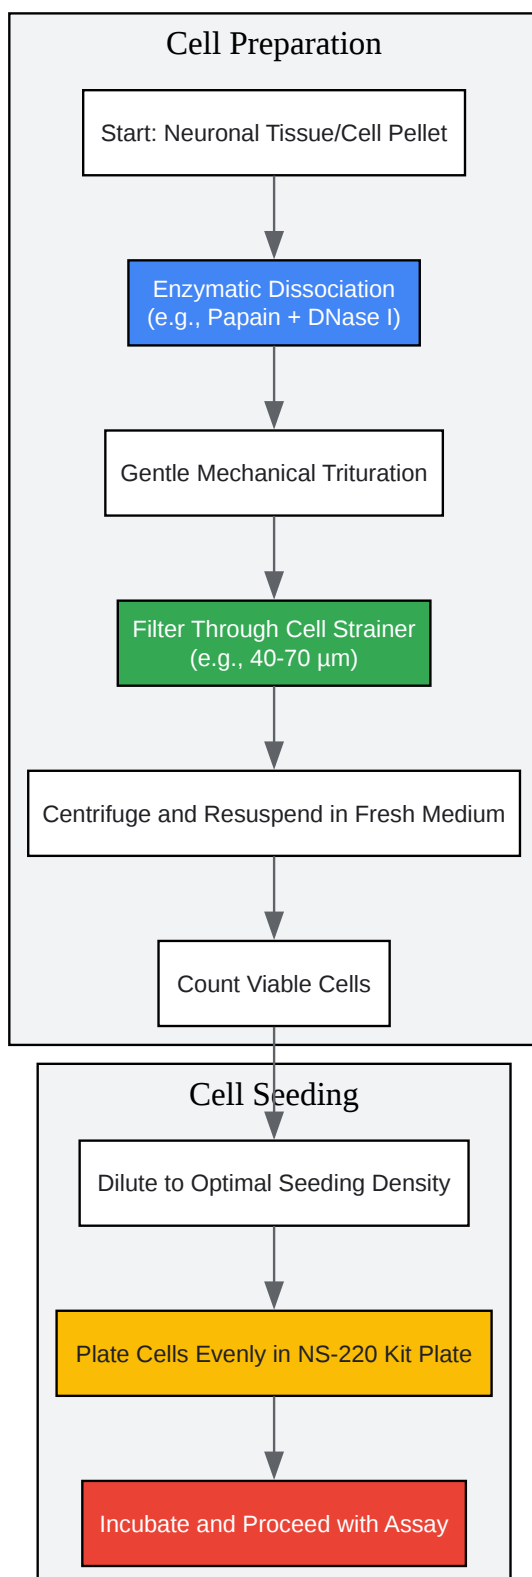 Cell Preparation
Start: Neuronal Tissue/Cell Pellet
Enzymatic Dissociation
(e.g., Papain + DNase I)
Gentle Mechanical Trituration
Filter Through Cell Strainer
(e.g., 40-70 µm)
Centrifuge and Resuspend in Fresh Medium
Count Viable Cells
Cell Seeding
Dilute to Optimal Seeding Density
Plate Cells Evenly in NS-220 Kit Plate
Incubate and Proceed with Assay